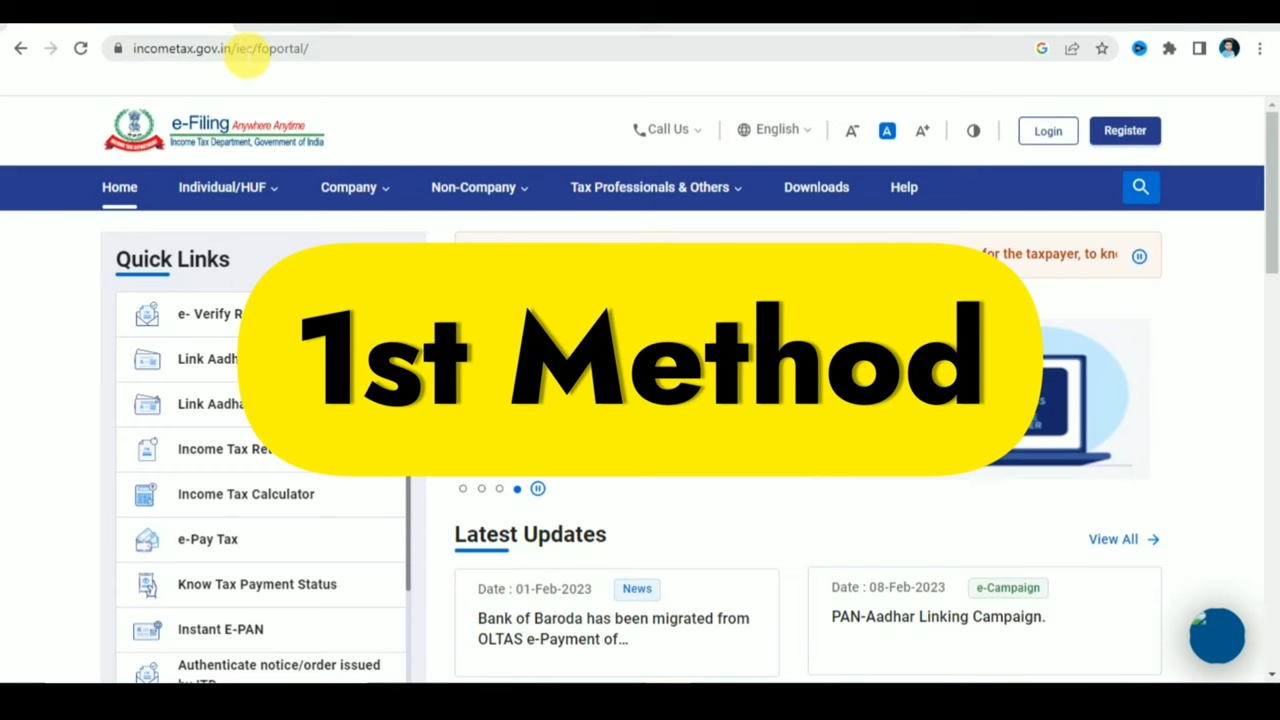 incometax.gov.in/iec/foportal/
e-Filing Anywhere Anytime
Income Tax Department, Government of India
Call Us
English
A-
A
A+
Login
Register
Home
Individual/HUF
Company
Non-Company
Tax Professionals & Others
Downloads
Help
Quick Links
for the taxpayer, to
e- Verify
1st Method
Link
Link
Income Tax
Income Tax Calculator
e-Pay Tax
Know Tax Payment Status
Instant E-PAN
Authenticate notice/order issued
Latest Updates
View All
Date : 01-Feb-2023
News
Bank of Baroda has been migrated from
OLTAS e-Payment of...
Date : 08-Feb-2023
e-Campaign
PAN-Aadhar Linking Campaign.